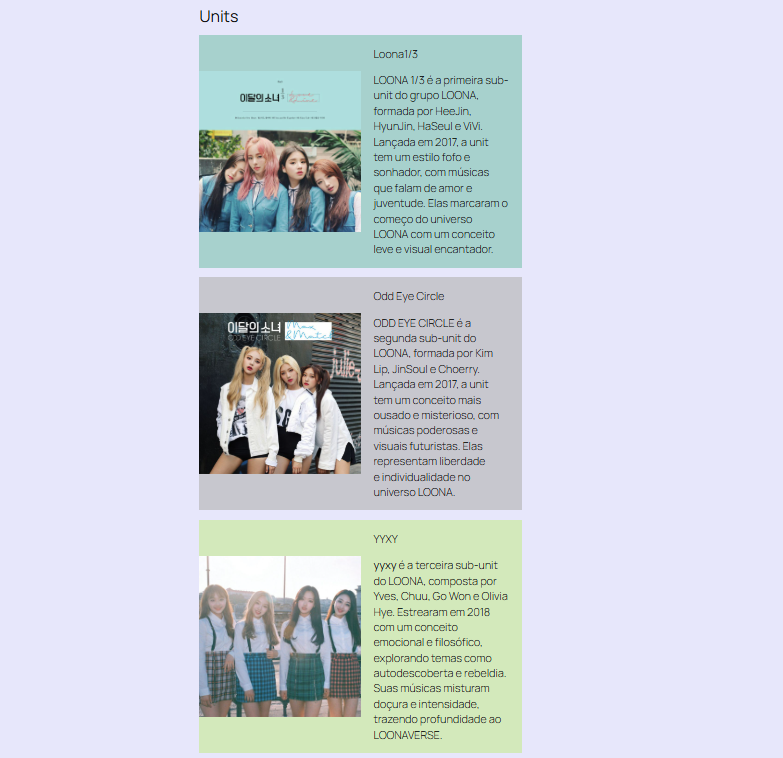 Units
Loona1/3
이달의 소녀
LOONA 1/3 é a primeira sub-
unit do grupo LOONA,
formada por HeeJin,
HyunJin, HaSeul e ViVi.
Lançada em 2017, a unit
tem um estilo fofo e
sonhador, com músicas
que falam de amor e
juventude. Elas marcaram o
começo do universo
LOONA com um conceito
leve e visual encantador.
Odd Eye Circle
이달의 소녀
ODD EYE CIRCLE
Max
&Match
ODD EYE CIRCLE é a
segunda sub-unit do
LOONA, formada por Kim
Lip, JinSoul e Choerry.
Lançada em 2017, a unit
tem um conceito mais
ousado e misterioso, com
músicas poderosas e
visuais futuristas. Elas
representam liberdade
e individualidade no
universo LOONA.
YYXY
yyxy é a terceira sub-unit
do LOONA, composta por
Yves, Chuu, Go Won e Olivia
Hye. Estrearam em 2018
com um conceito
emocional e filosófico,
explorando temas como
autodescoberta e rebeldia.
Suas músicas misturam
doçura e intensidade,
trazendo profundidade ao
LOONAVERSE.